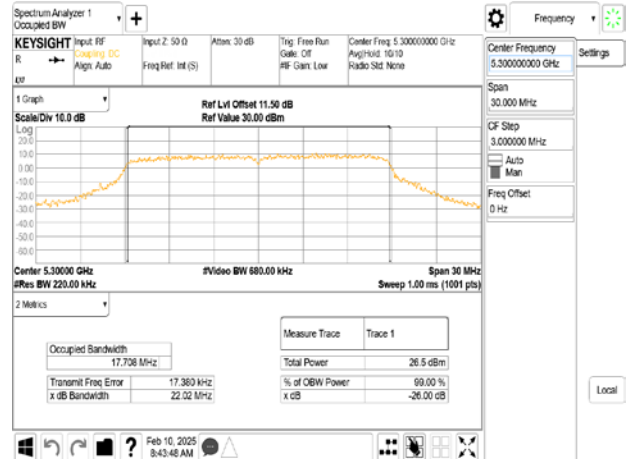 Spectrum Analyzer 1
Occupied BW
Frequency
KEYSIGHT
R
Input: RF
Coupling: DC
Align: Auto
Input Z: 50 Ω
Freq Ref: Int (S)
Atten: 30 dB
Trig: Free Run
Gate: Off
#IF Gain: Low
Center Freq: 5.300000000 GHz
Avg|Hold: 10/10
Radio Std: None
Center Frequency
5.300000000 GHz
Settings
Span
30.000 MHz
CF Step
3.000000 MHz
Auto
Man
Freq Offset
0 Hz
Local
1 Graph
Scale/Div 10.0 dB
Ref Lvl Offset 11.50 dB
Ref Value 30.00 dBm
Log
20.0
10.0
0.00
-10.0
-20.0
-30.0
-40.0
-50.0
-60.0
Center 5.30000 GHz
#Res BW 220.00 kHz
#Video BW 680.00 kHz
Span 30 MHz
Sweep 1.00 ms (1001 pts)
2 Metrics
Measure Trace
Trace 1
Occupied Bandwidth
17.708 MHz
Total Power
26.5 dBm
Transmit Freq Error
17.380 kHz
% of OBW Power
99.00 %
x dB Bandwidth
22.02 MHz
x dB
-26.00 dB
?
Feb 10, 2025
8:43:48 AM